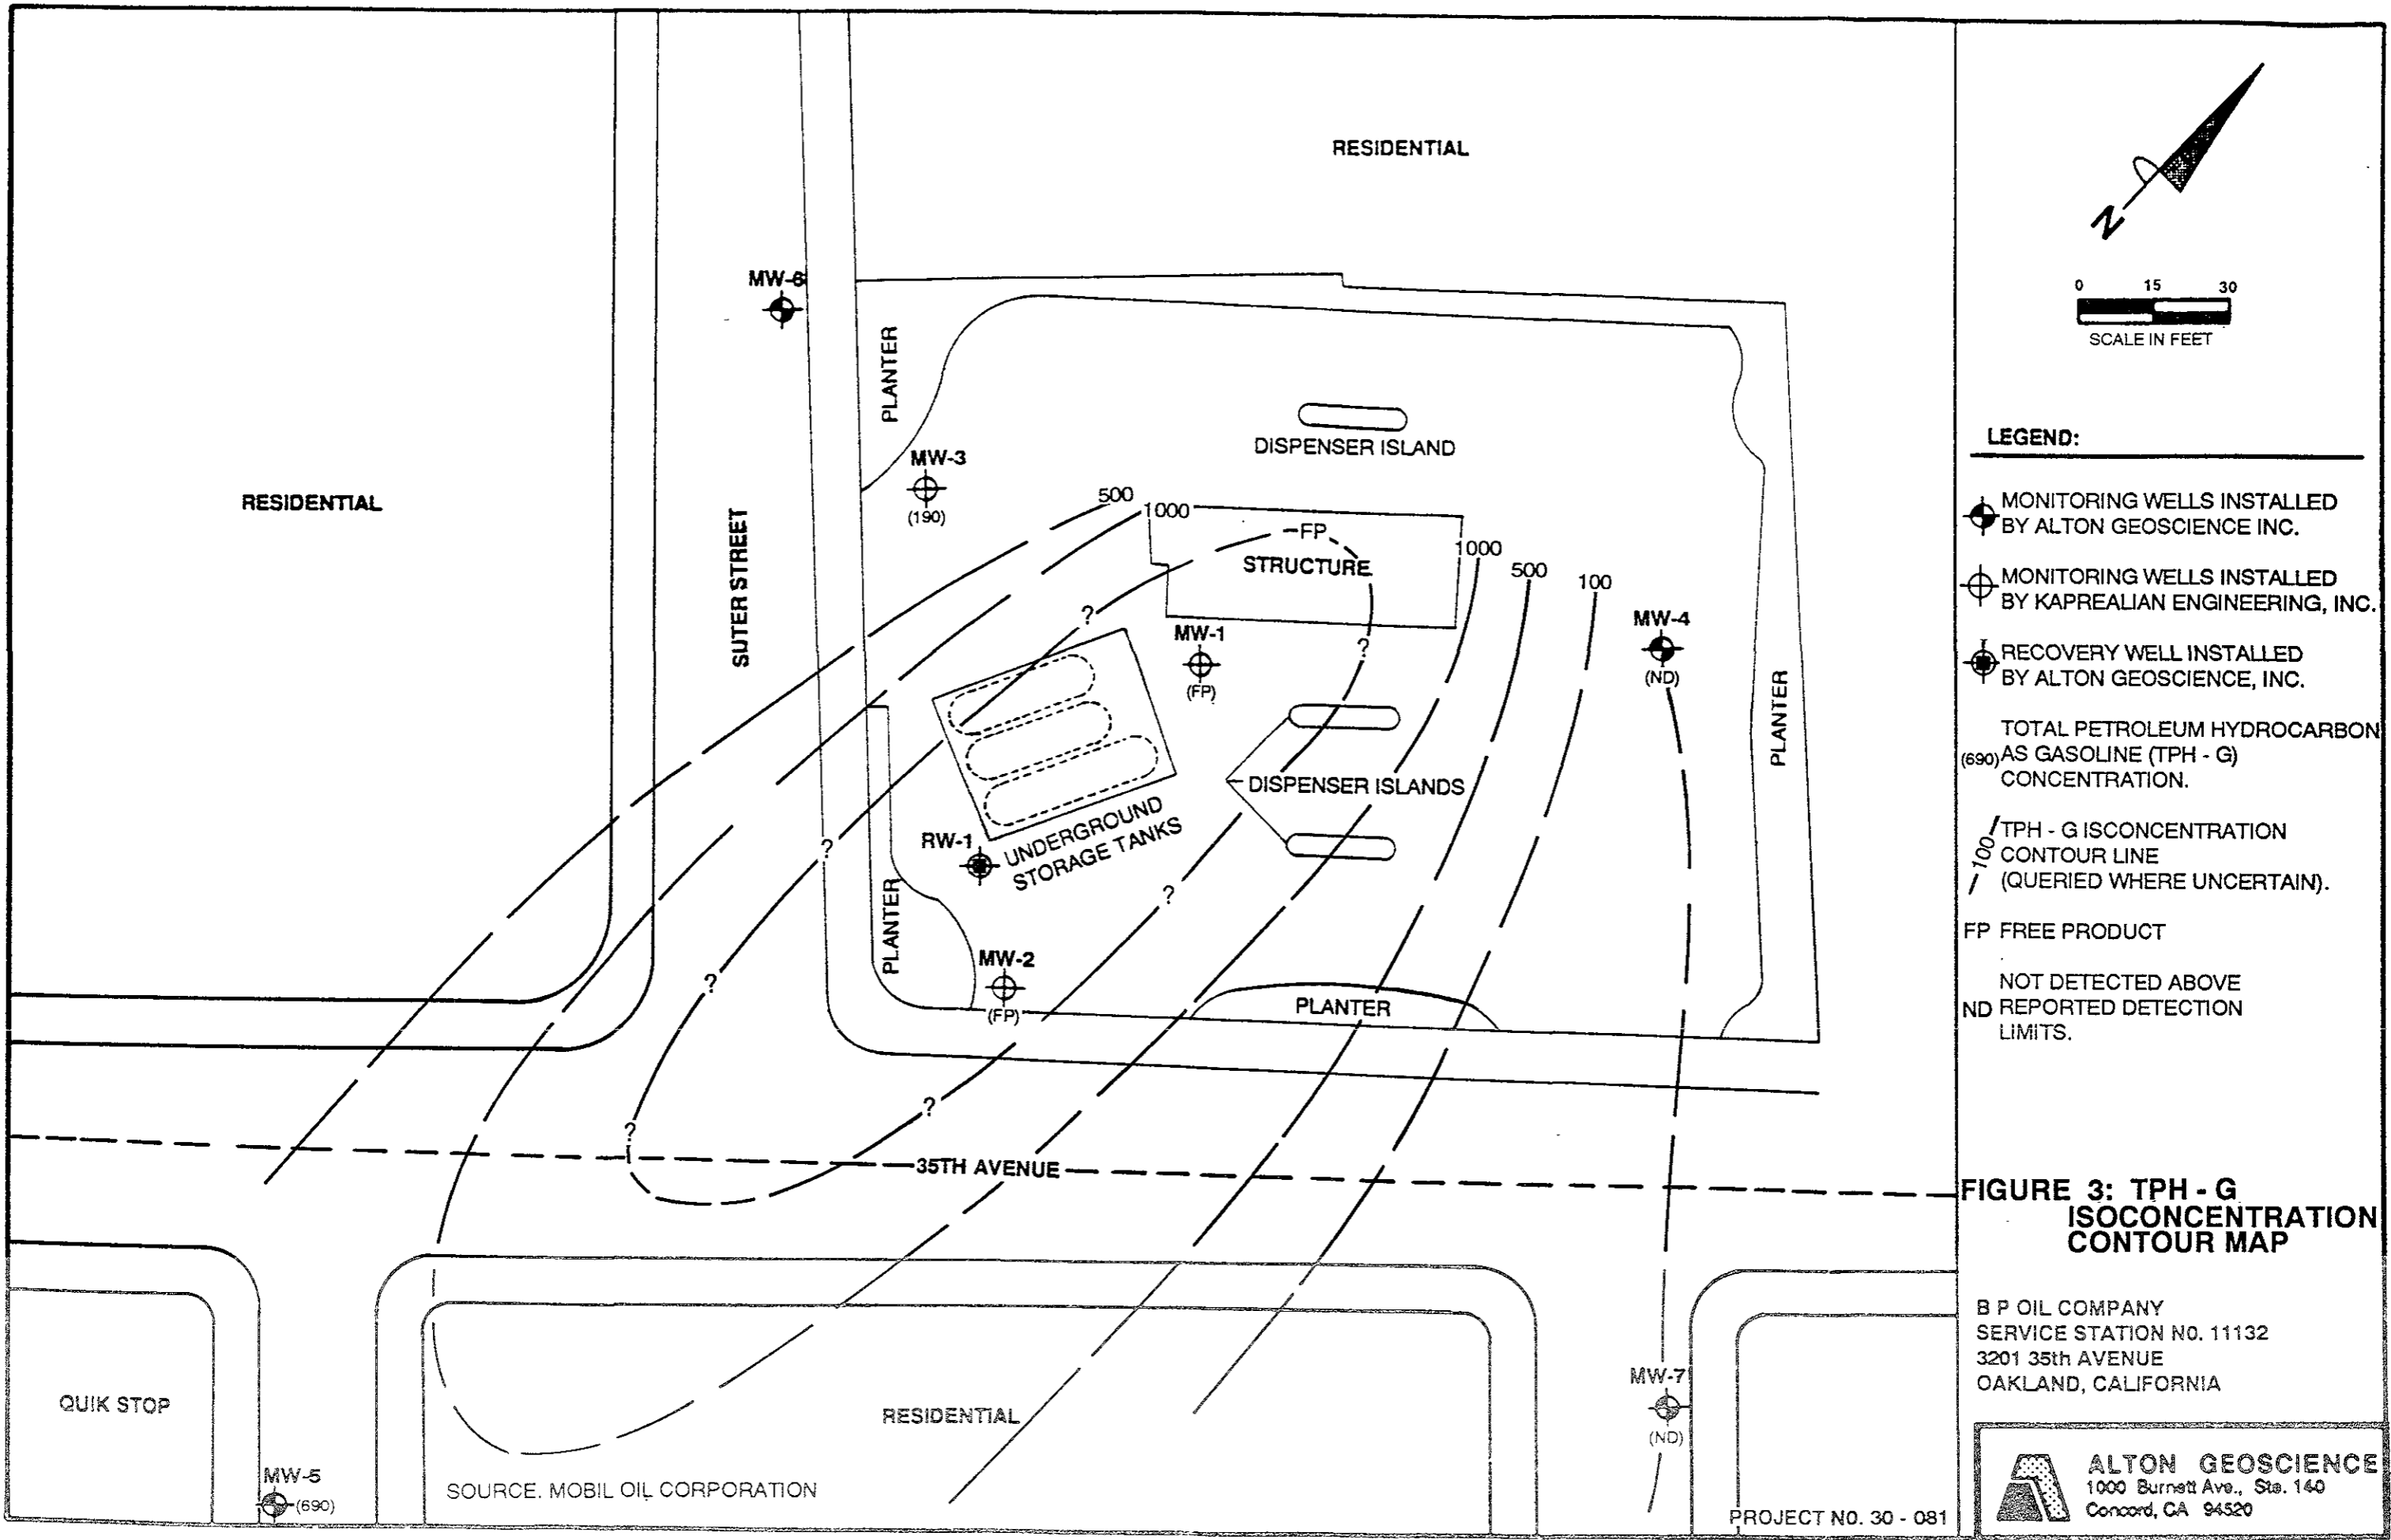 RESIDENTIAL
N
0 15 30
SCALE IN FEET
MW-6
PLANTER
DISPENSER ISLAND
LEGEND:
MW-3
(190)
RESIDENTIAL
SUTER STREET
500
1000
FP
STRUCTURE
1000
500
100
?
?
MW-1
(FP)
MW-4
(ND)
PLANTER
MONITORING WELLS INSTALLED
BY ALTON GEOSCIENCE INC.
MONITORING WELLS INSTALLED
BY KAPREALIAN ENGINEERING, INC.
RECOVERY WELL INSTALLED
BY ALTON GEOSCIENCE, INC.
TOTAL PETROLEUM HYDROCARBON
(690) AS GASOLINE (TPH - G)
CONCENTRATION.
100
TPH - G ISCONCENTRATION
CONTOUR LINE
(QUERIED WHERE UNCERTAIN).
FP FREE PRODUCT
NOT DETECTED ABOVE
ND REPORTED DETECTION
LIMITS.
DISPENSER ISLANDS
RW-1
UNDERGROUND
STORAGE TANKS
?
?
?
PLANTER
MW-2
(FP)
PLANTER
?
?
35TH AVENUE
FIGURE 3: TPH - G
ISOCONCENTRATION
CONTOUR MAP
B P OIL COMPANY
SERVICE STATION NO. 11132
3201 35th AVENUE
OAKLAND, CALIFORNIA
QUIK STOP
RESIDENTIAL
MW-7
(ND)
MW-5
(690)
SOURCE. MOBIL OIL CORPORATION
PROJECT NO. 30 - 081
ALTON GEOSCIENCE
1000 Burnett Ave., Ste. 140
Concord, CA 94520